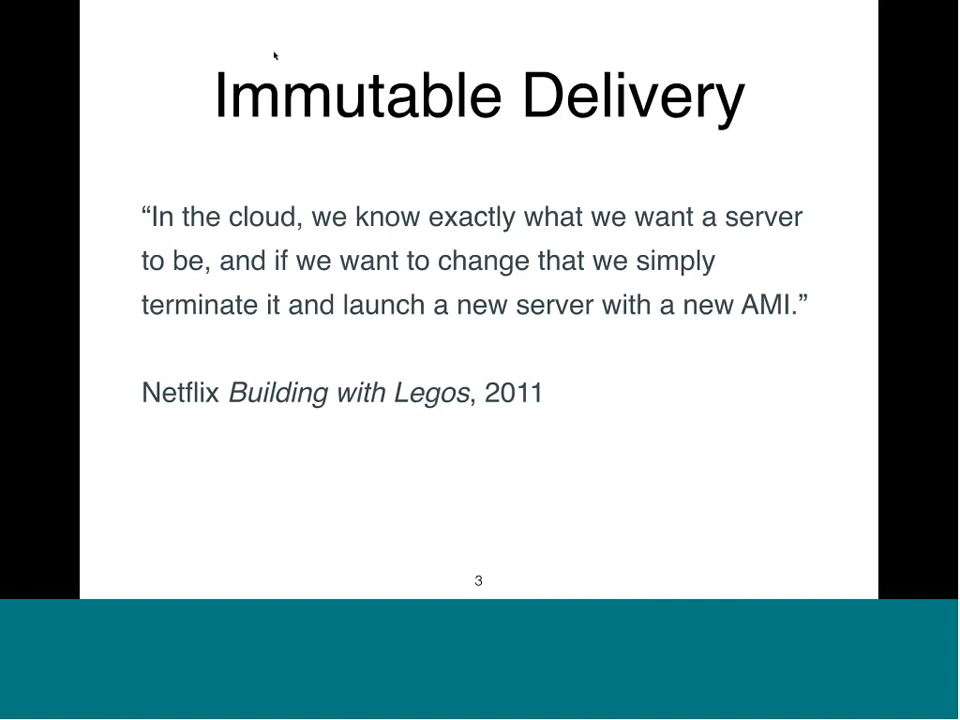 Immutable Delivery
“In the cloud, we know exactly what we want a server
to be, and if we want to change that we simply
terminate it and launch a new server with a new AMI.”
Netflix Building with Legos, 2011
3